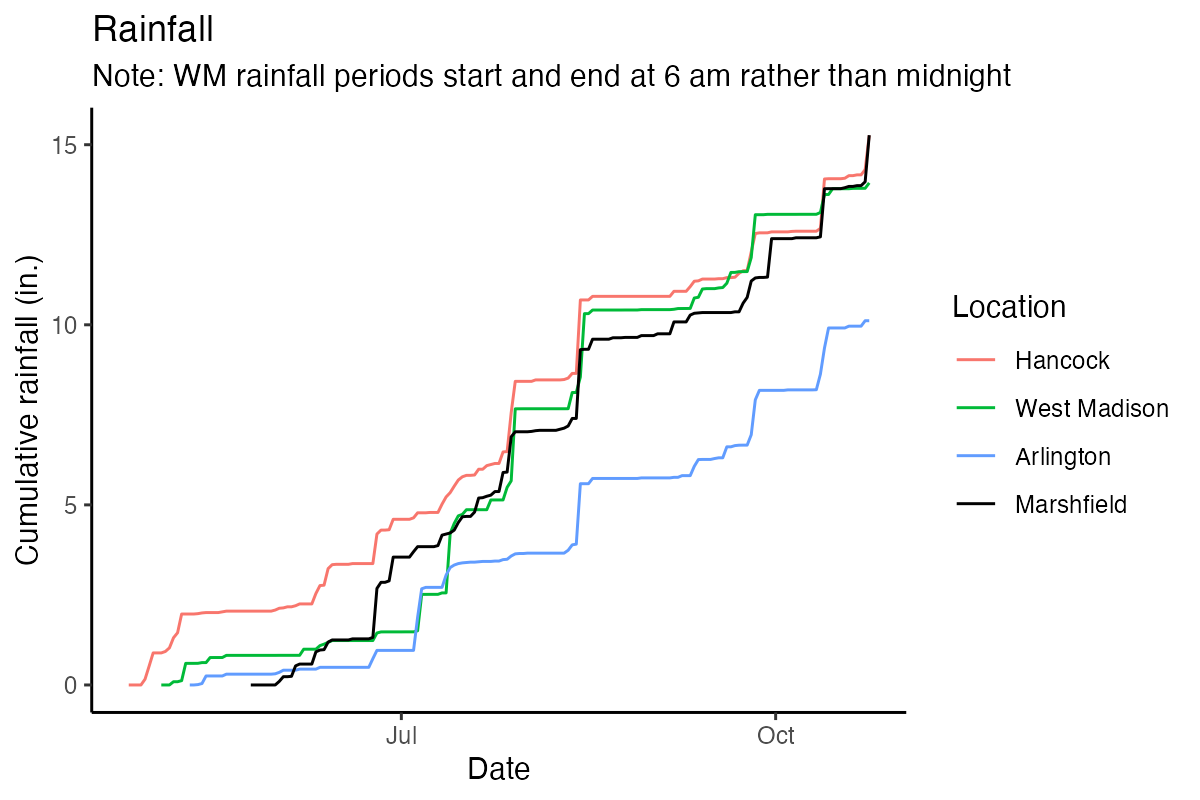 Rainfall
Note: WM rainfall periods start and end at 6 am rather than midnight
15
10
5
0
Cumulative rainfall (in.)
Jul
Oct
Date
Location
Hancock
West Madison
Arlington
Marshfield